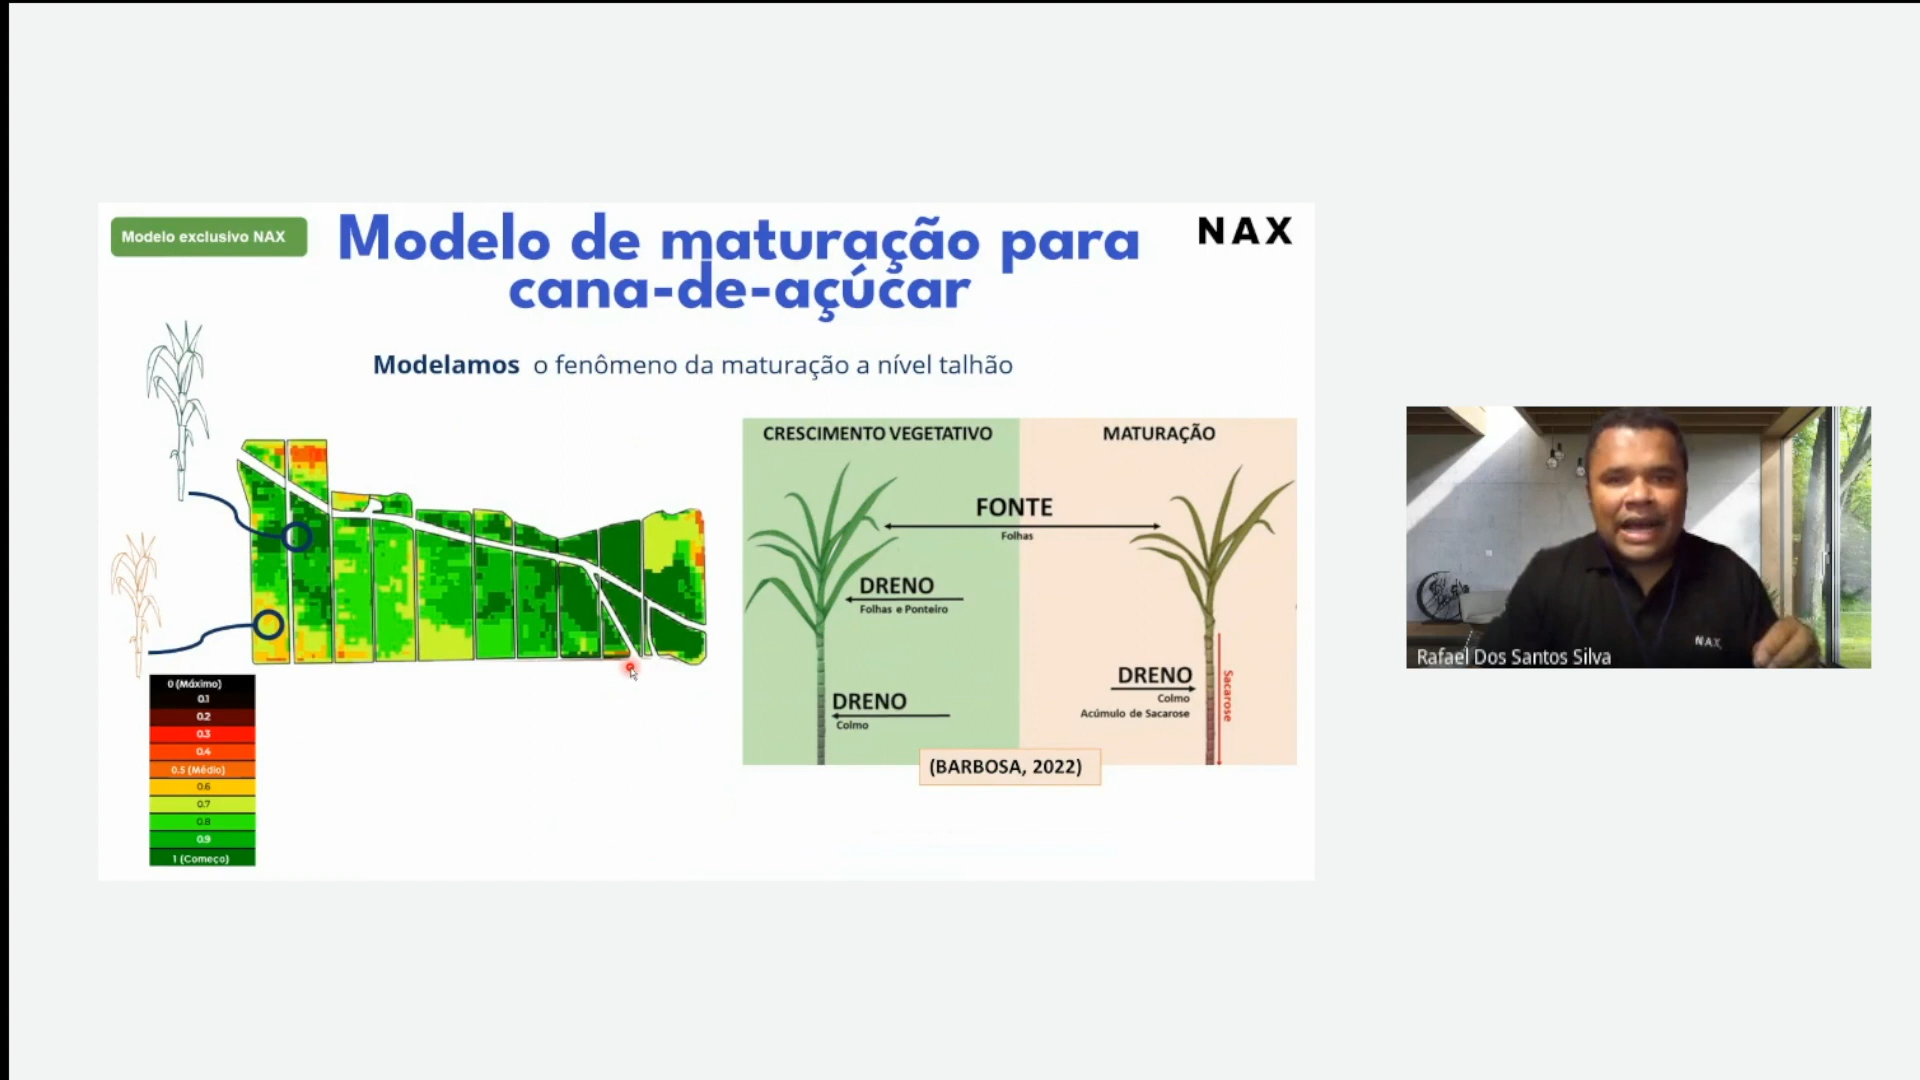 Modelo exclusivo NAX
Modelo de maturação para
cana-de-açúcar
NAX
Modelamos o fenômeno da maturação a nível talhão
CRESCIMENTO VEGETATIVO
MATURAÇÃO
FONTE
Folhas
DRENO
Folhas e Ponteiro
DRENO
Colmo
DRENO
Colmo
Acúmulo de Sacarose
Sacarose
(BARBOSA, 2022)
0 (Máximo)
0.1
0.2
0.3
0.4
0.5 (Médio)
0.6
0.7
0.8
0.9
1 (Começo)
NAX
Rafael Dos Santos Silva